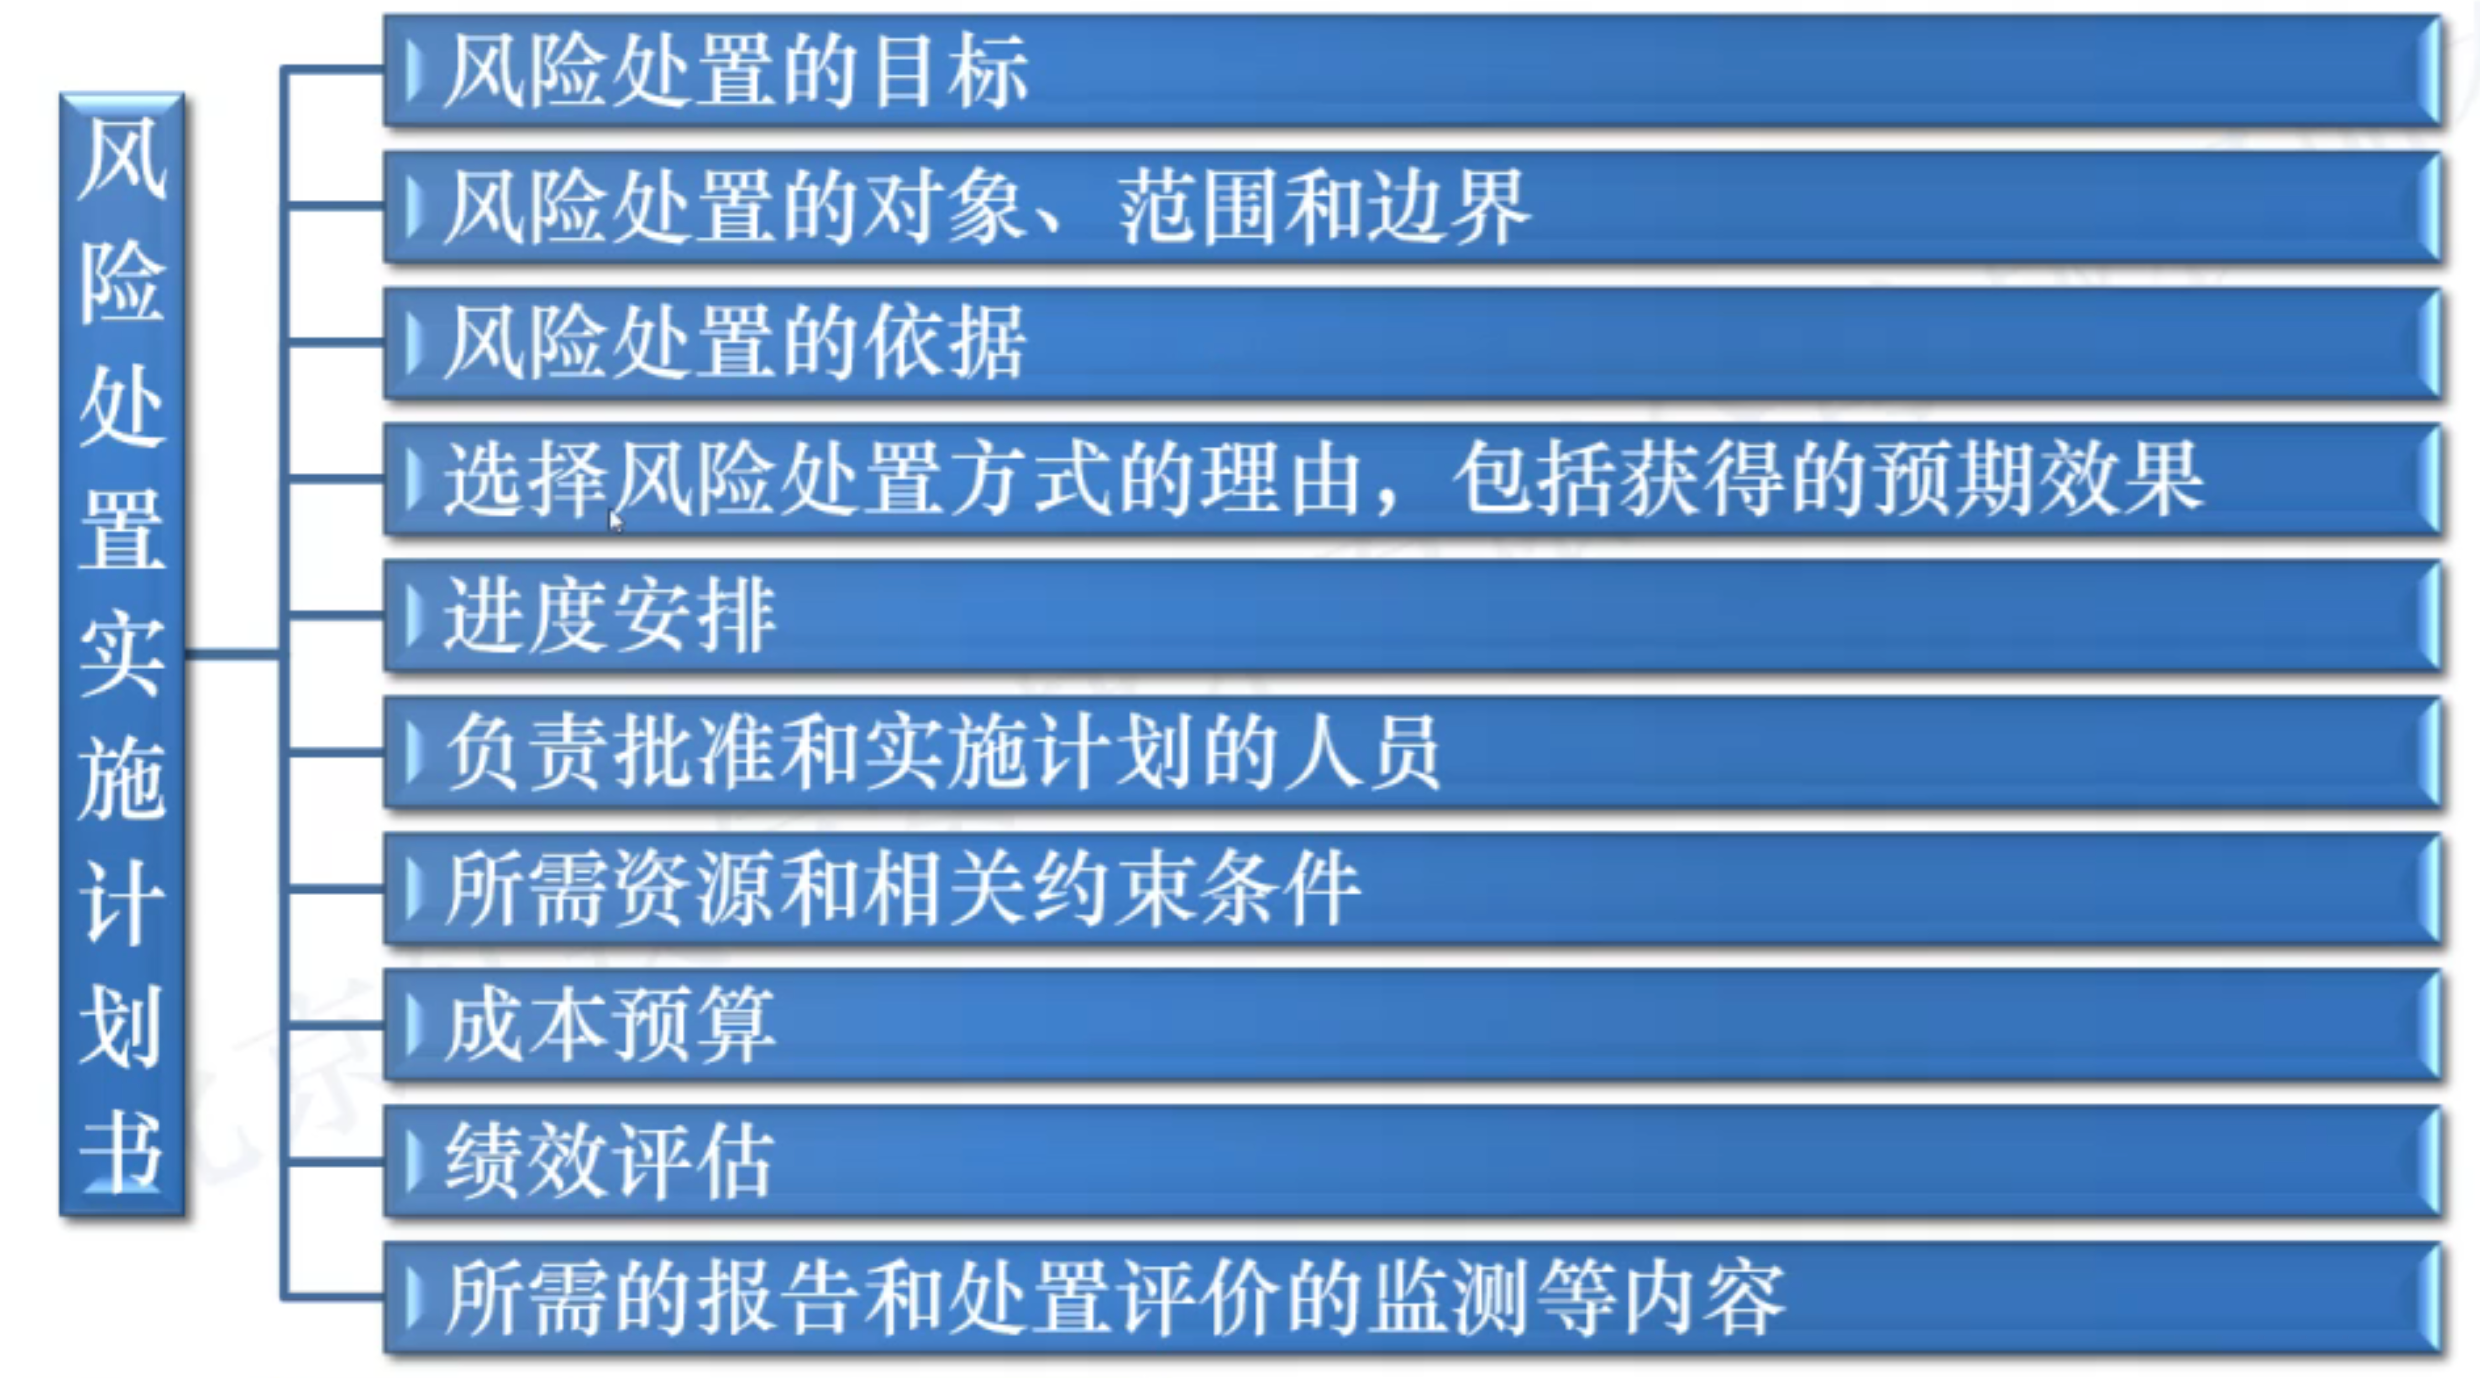 风险处置实施计划书
风险处置的目标
风险处置的对象、范围和边界
风险处置的依据
选择风险处置方式的理由，包括获得的预期效果
进度安排
负责批准和实施计划的人员
所需资源和相关约束条件
成本预算
绩效评估
所需的报告和处置评价的监测等内容